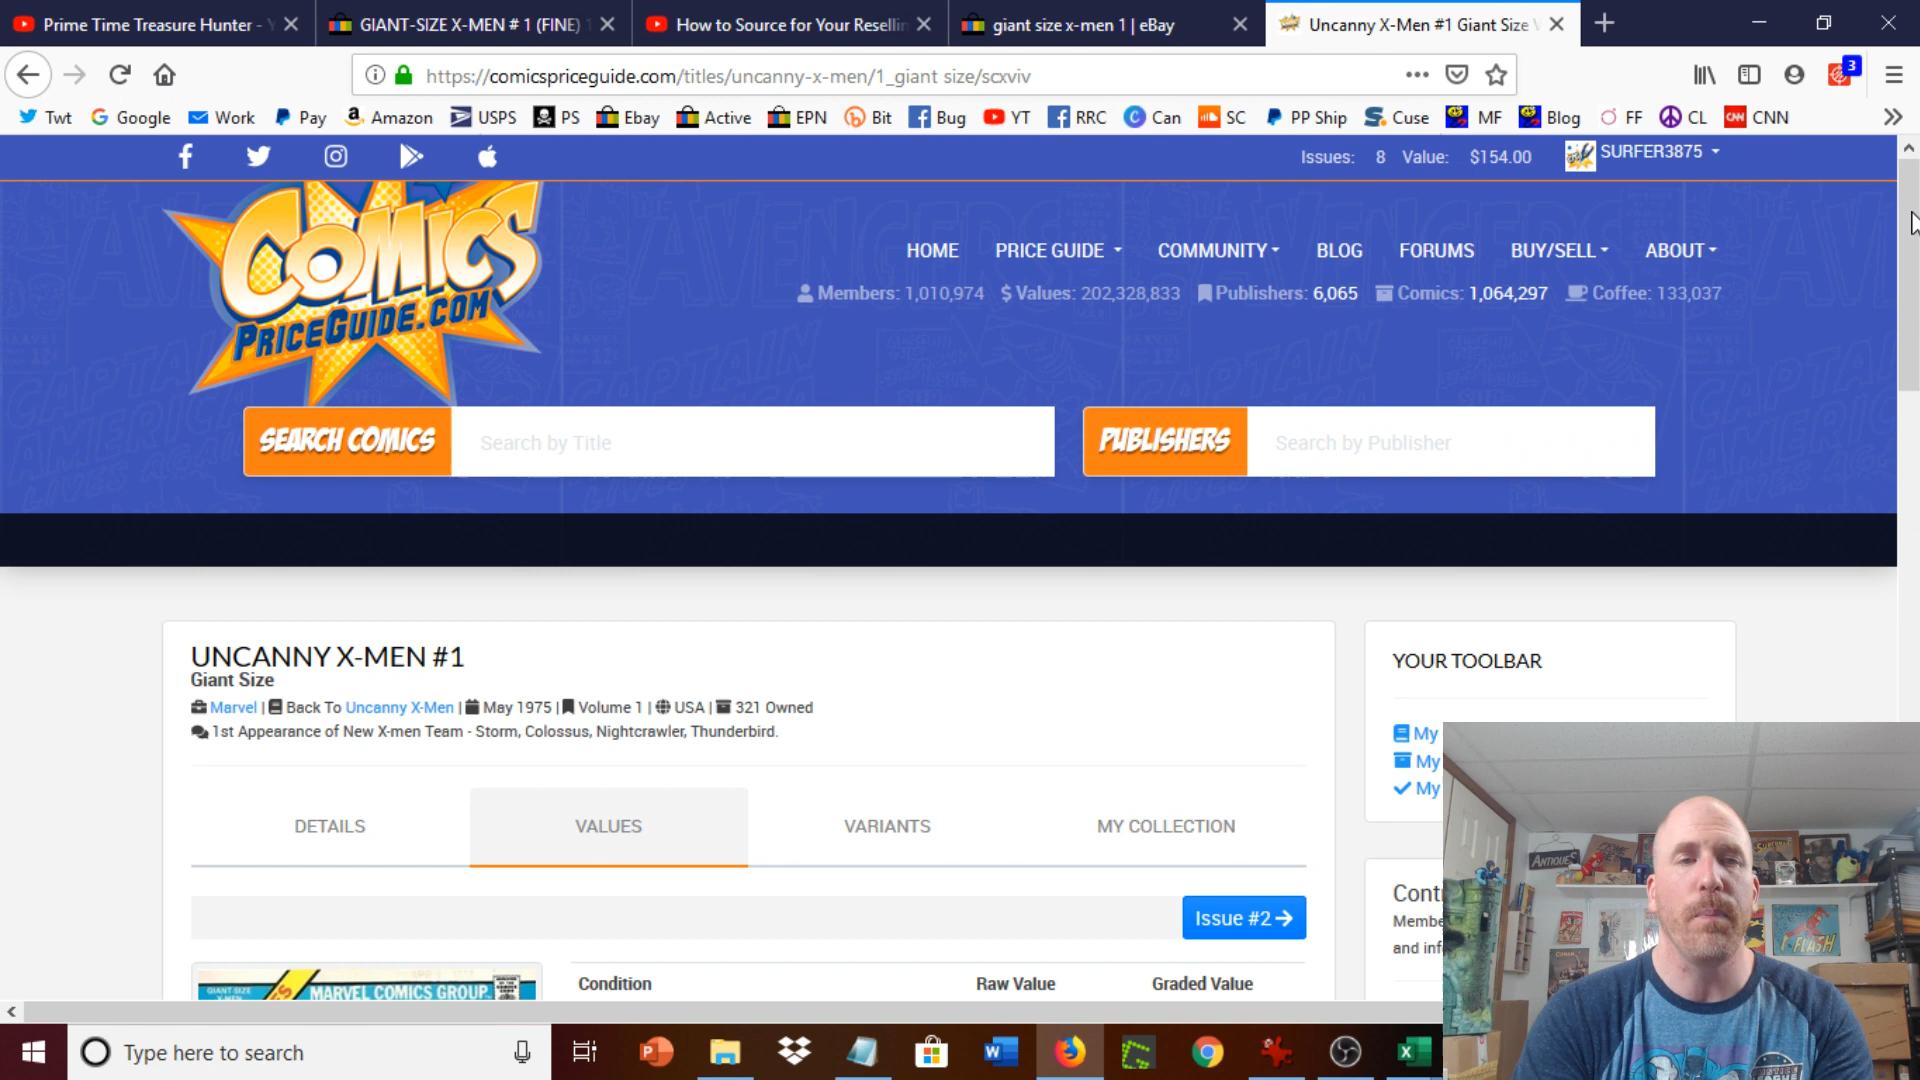 Prime Time Treasure Hunter - Y
GIANT-SIZE X-MEN # 1 (FINE) 1
How to Source for Your Resellin
giant size x-men 1 | eBay
Uncanny X-Men #1 Giant Size V
https://comicspriceguide.com/titles/uncanny-x-men/1_giant size/scxviv
3
Twt Google Work Pay Amazon USPS PS Ebay Active EPN Bit Bug YT RRC Can SC PP Ship Cuse MF Blog FF CL CNN
Issues: 8 Value: $154.00 SURFER3875
COMICS
PRICEGUIDE.COM
HOME PRICE GUIDE COMMUNITY BLOG FORUMS BUY/SELL ABOUT
Members: 1,010,974 $ Values: 202,328,833 Publishers: 6,065 Comics: 1,064,297 Coffee: 133,037
SEARCH COMICS Search by Title
PUBLISHERS Search by Publisher
UNCANNY X-MEN #1
Giant Size
Marvel | Back To Uncanny X-Men | May 1975 | Volume 1 | USA | 321 Owned
1st Appearance of New X-men Team - Storm, Colossus, Nightcrawler, Thunderbird.
YOUR TOOLBAR
My
My
My
DETAILS VALUES VARIANTS MY COLLECTION
Issue #2
Cont
Membe
and inf
Condition Raw Value Graded Value
GIANT-SIZE
X-MEN
MARVEL COMICS GROUP
ANTIQUES
FLASH
Type here to search